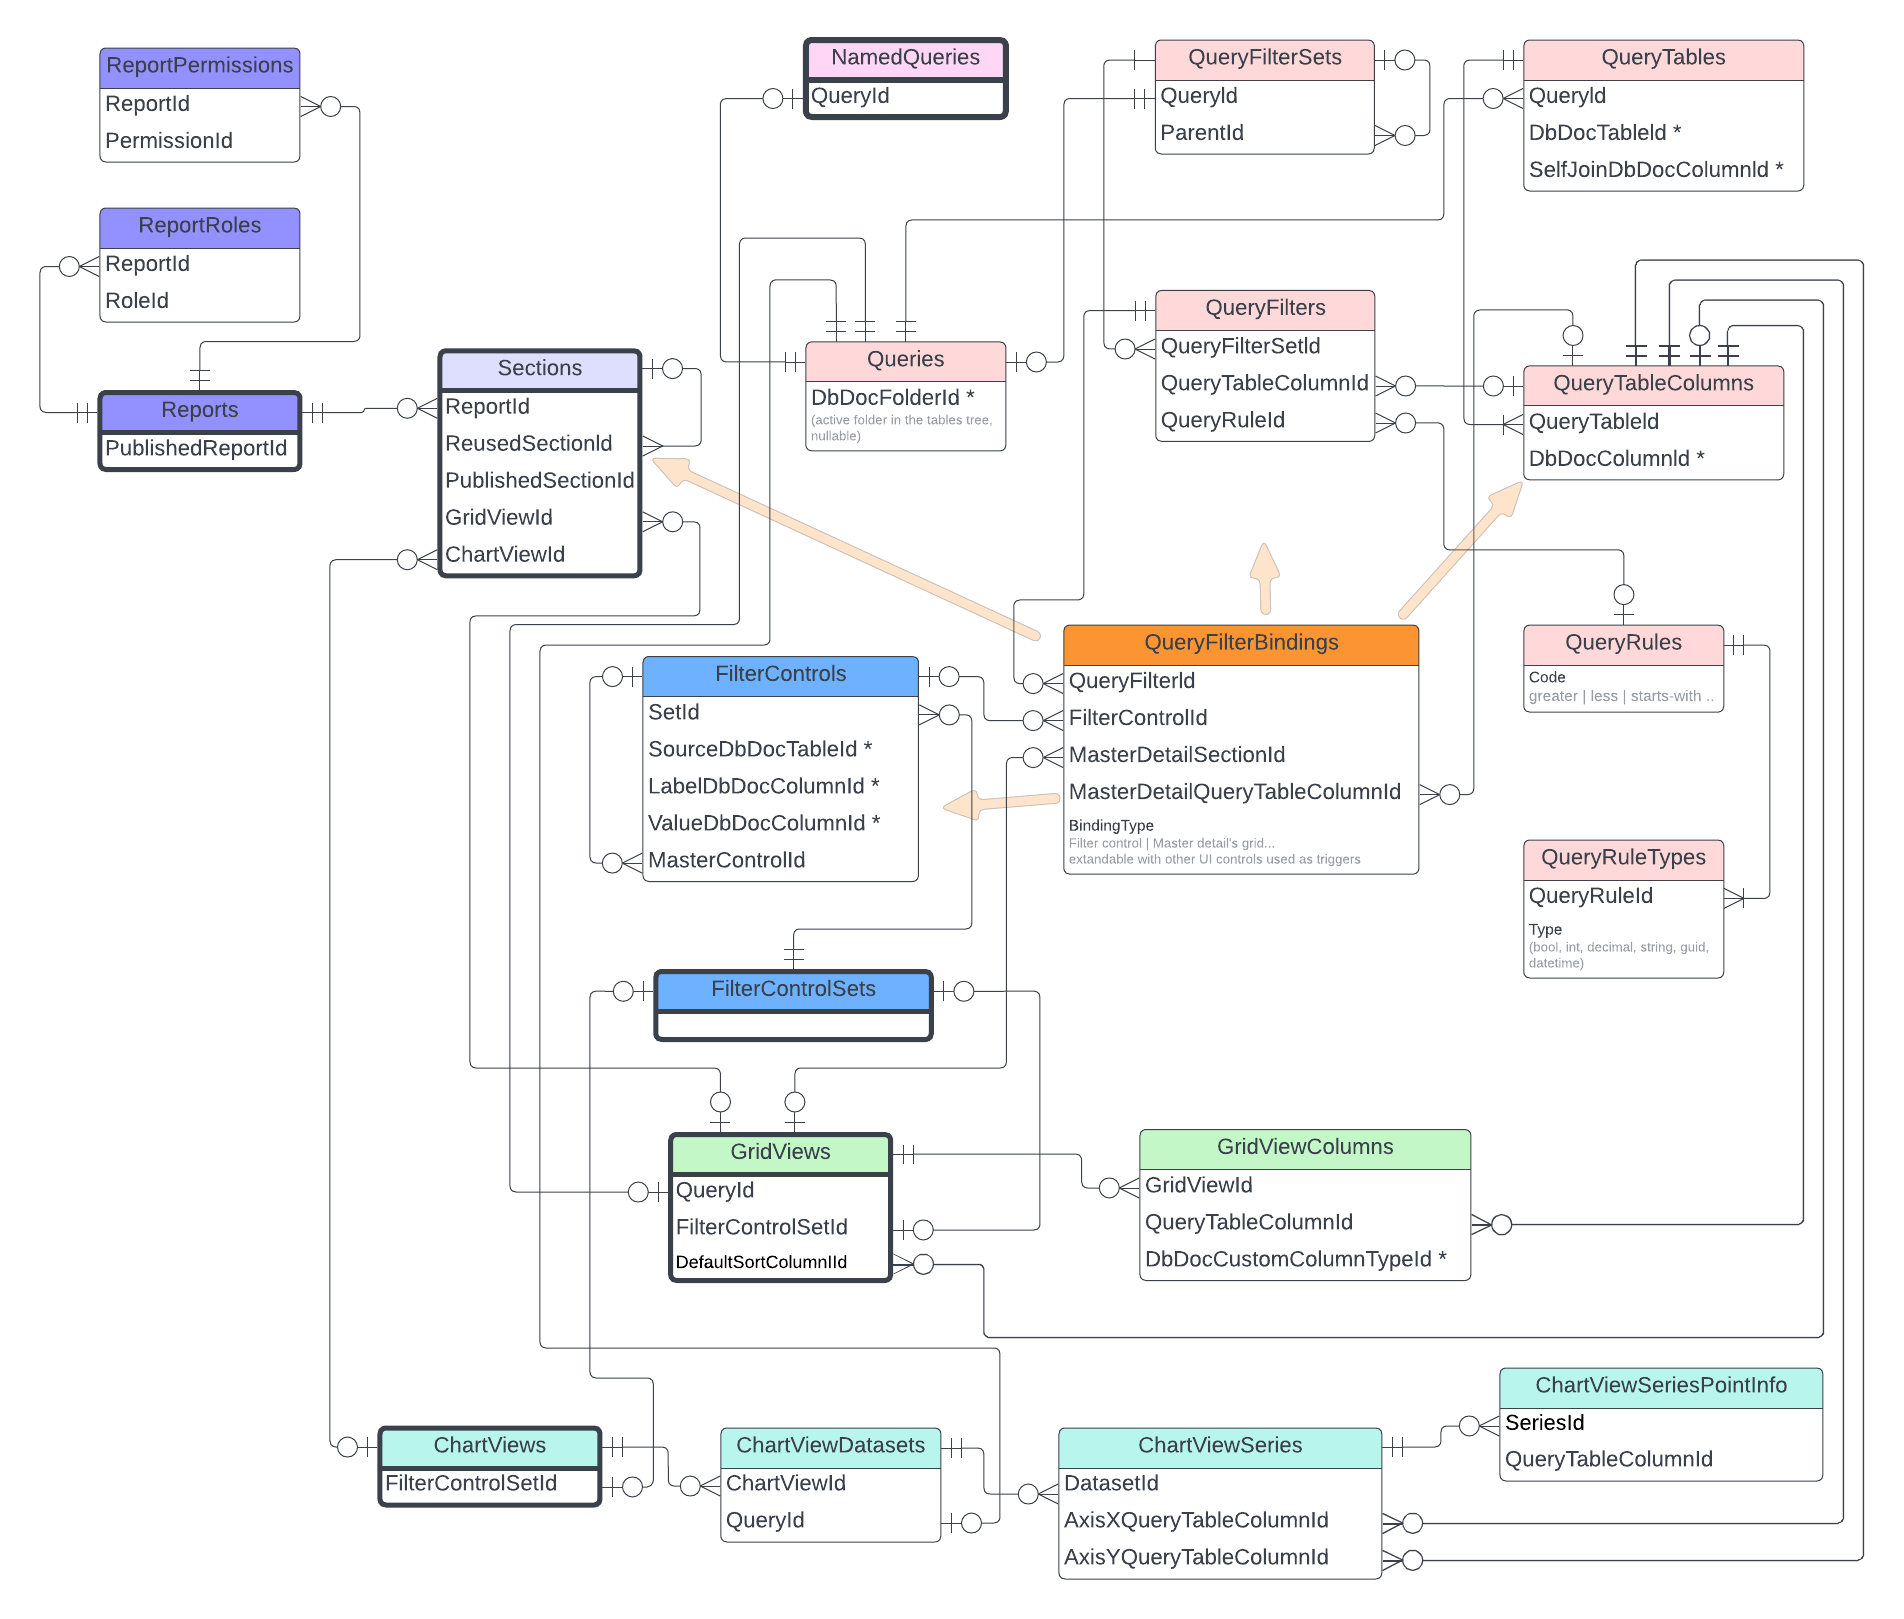 ReportPermissions
ReportId
PermissionId
ReportRoles
ReportId
RoleId
Reports
PublishedReportId
Sections
ReportId
ReusedSectionId
PublishedSectionId
GridViewId
ChartViewId
NamedQueries
QueryId
Queries
DbDocFolderId *
(active folder in the tables tree,
nullable)
QueryFilterSets
QueryId
ParentId
QueryTables
QueryId
DbDocTableId *
SelfJoinDbDocColumnId *
QueryFilters
QueryFilterSetId
QueryTableColumnId
QueryRuleId
QueryTableColumns
QueryTableId
DbDocColumnId *
QueryFilterBindings
QueryFilterId
FilterControlId
MasterDetailSectionId
MasterDetailQueryTableColumnId
BindingType
Filter control | Master detail's grid...
extandable with other UI controls used as triggers
QueryRules
Code
greater | less | starts-with ..
QueryRuleTypes
QueryRuleId
Type
(bool, int, decimal, string, guid,
datetime)
FilterControls
SetId
SourceDbDocTableId *
LabelDbDocColumnId *
ValueDbDocColumnId *
MasterControlId
FilterControlSets
GridViews
QueryId
FilterControlSetId
DefaultSortColumnIId
GridViewColumns
GridViewId
QueryTableColumnId
DbDocCustomColumnTypeId *
ChartViews
FilterControlSetId
ChartViewDatasets
ChartViewId
QueryId
ChartViewSeries
DatasetId
AxisXQueryTableColumnId
AxisYQueryTableColumnId
ChartViewSeriesPointInfo
SeriesId
QueryTableColumnId